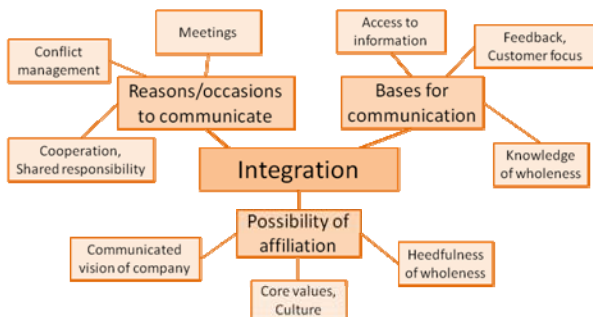 Meetings
Access to
information
Feedback,
Customer focus
Conflict
management
Reasons/occasions
to communicate
Bases for
communication
Cooperation,
Shared responsibility
Knowledge
of wholeness
Integration
Possibility of
affiliation
Communicated
vision of company
Heedfulness
of wholeness
Core values,
Culture